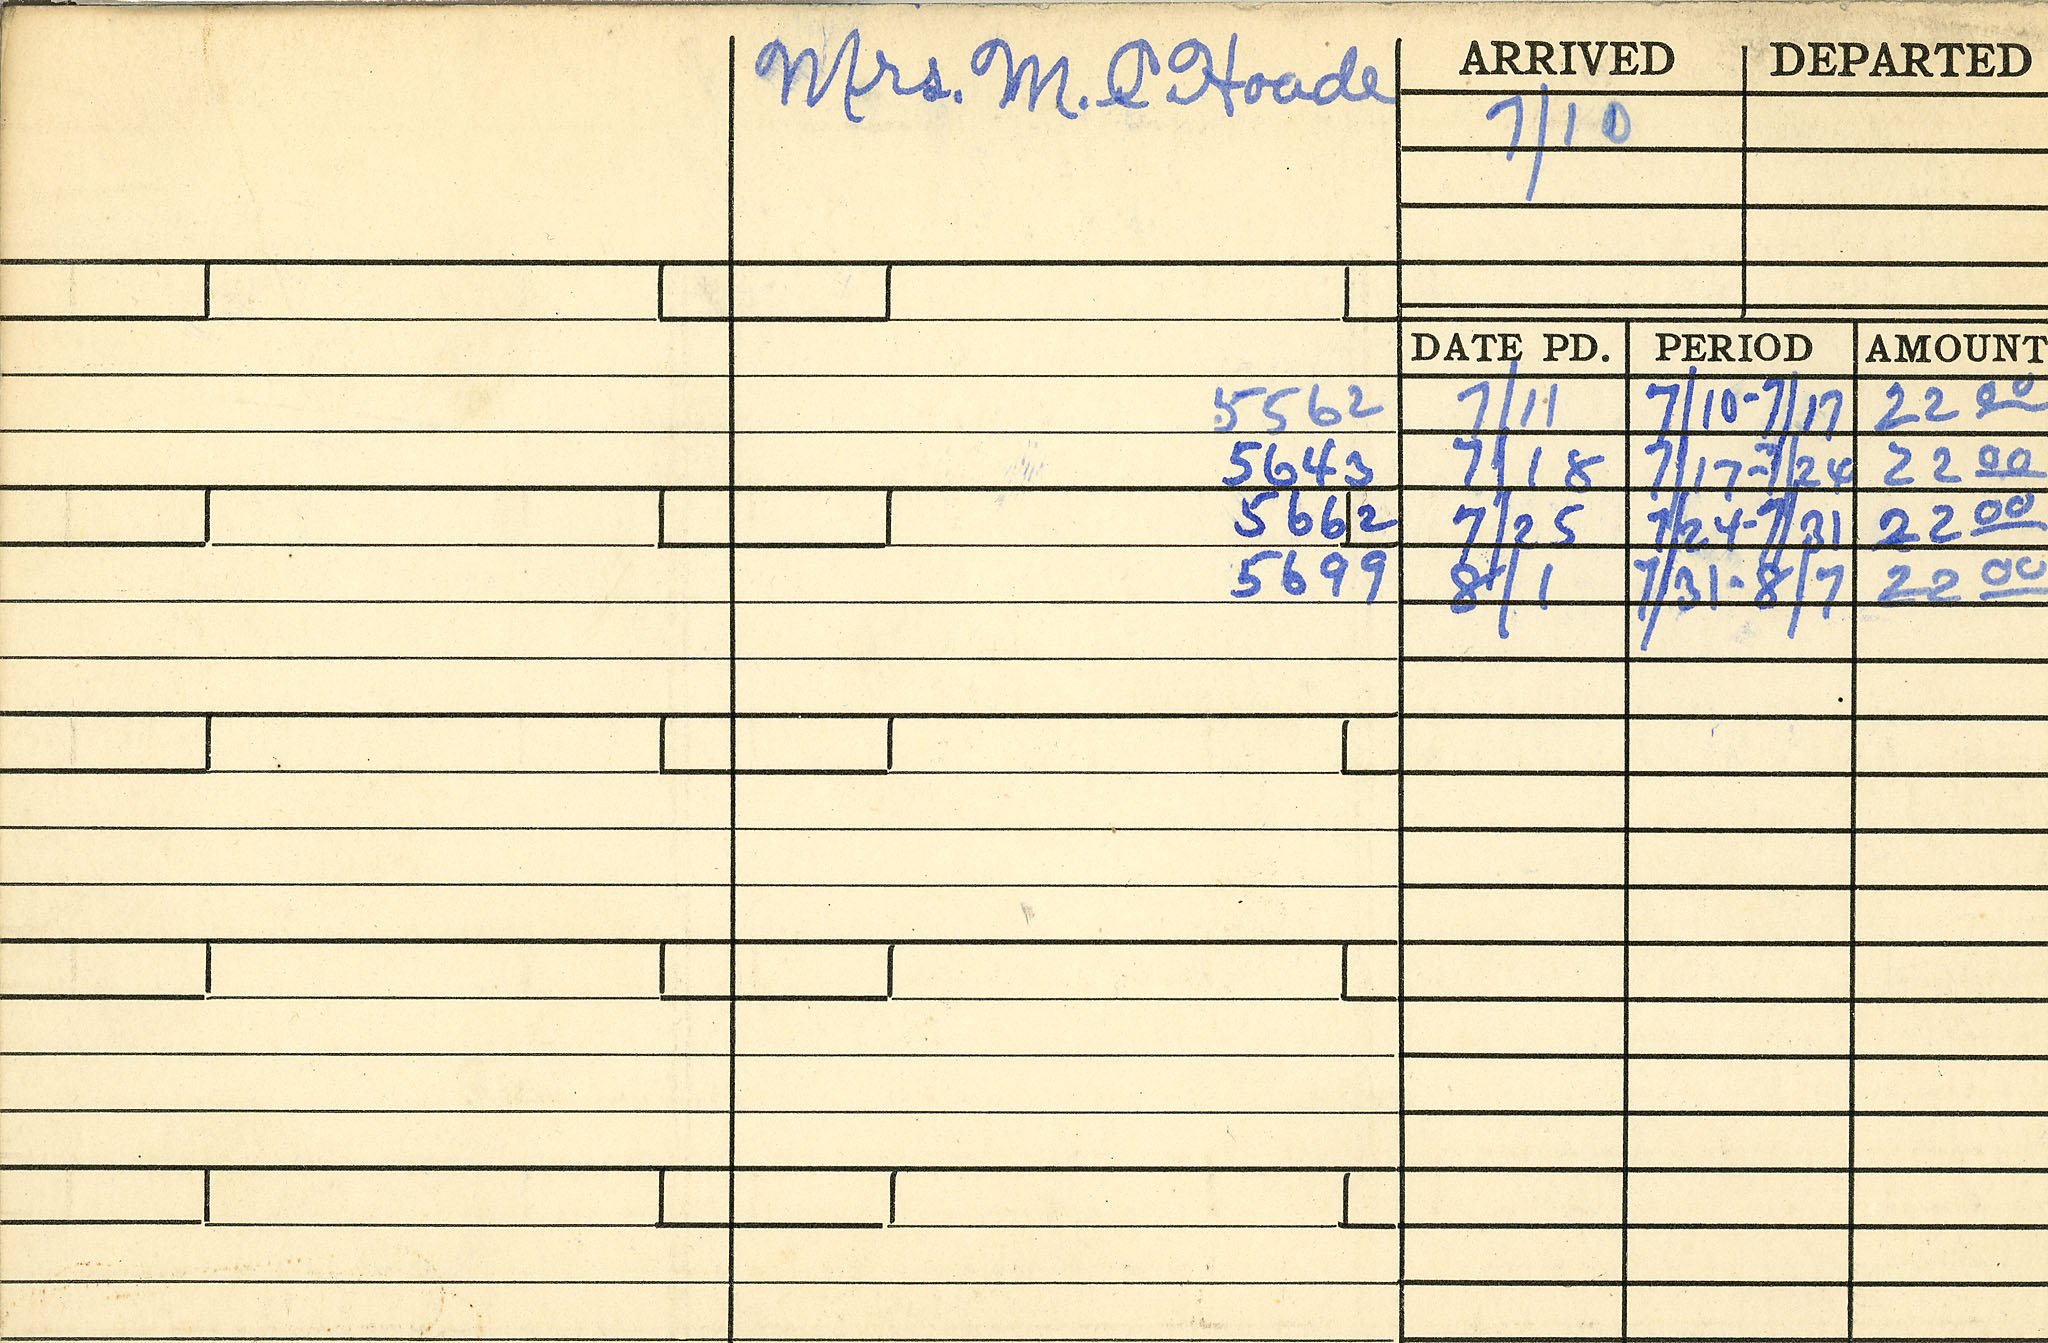 Mrs. M. C Hoade
ARRIVED DEPARTED
7/10
DATE PD. PERIOD AMOUNT
5562 7/11 7/10-7/17 22 00
5643 7/18 7/17-7/24 22 00
5662 7/25 7/24-7/31 22 00
5699 8/1 7/31-8/7 22 00